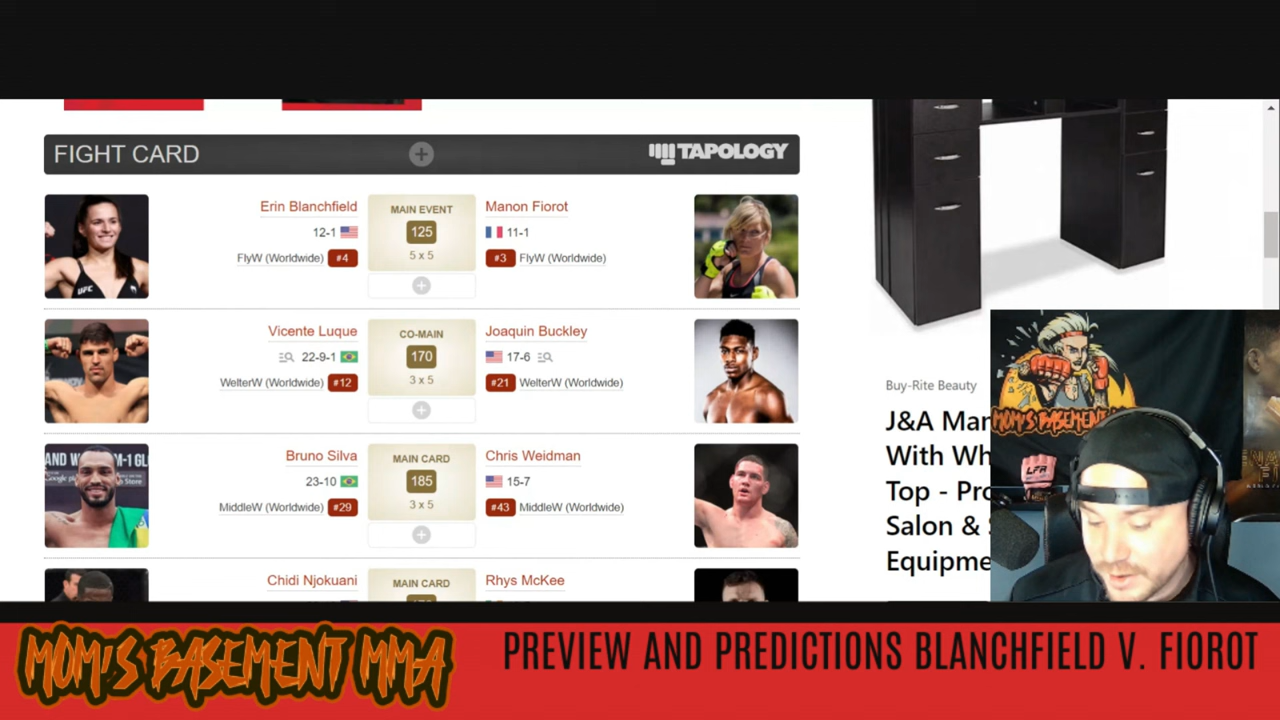 FIGHT CARD
TAPOLOGY
Erin Blanchfield
12-1
FlyW (Worldwide) #4
MAIN EVENT
125
5 x 5
Manon Fiorot
11-1
#3 FlyW (Worldwide)
UFC
Vicente Luque
22-9-1
WelterW (Worldwide) #12
CO-MAIN
170
3 x 5
Joaquin Buckley
17-6
#21 WelterW (Worldwide)
Bruno Silva
23-10
MiddleW (Worldwide) #29
MAIN CARD
185
3 x 5
Chris Weidman
15-7
#43 MiddleW (Worldwide)
Chidi Njokuani
MAIN CARD
Rhys McKee
Buy-Rite Beauty
J&A Mar
With Wh
Top - Pro
Salon &
Equipme
MOM'S BASEMENT
LFA
MOM'S BASEMENT MMA
PREVIEW AND PREDICTIONS BLANCHFIELD V. FIOROT